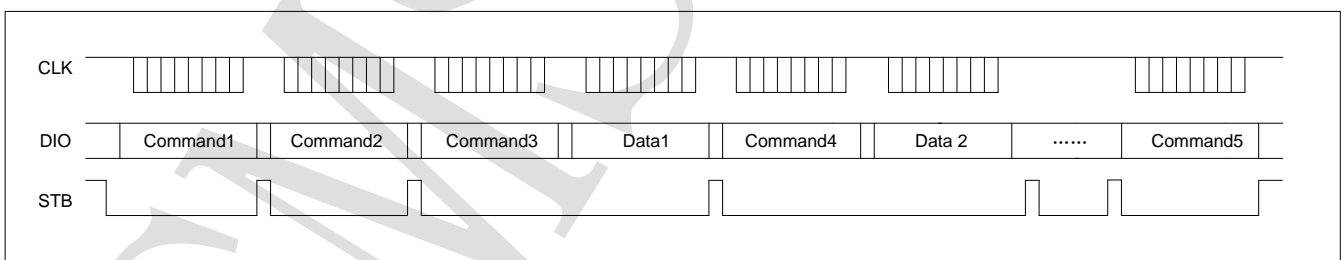 CLK
DIO Command1 Command2 Command3 Data1 Command4 Data 2 …… Command5
STB